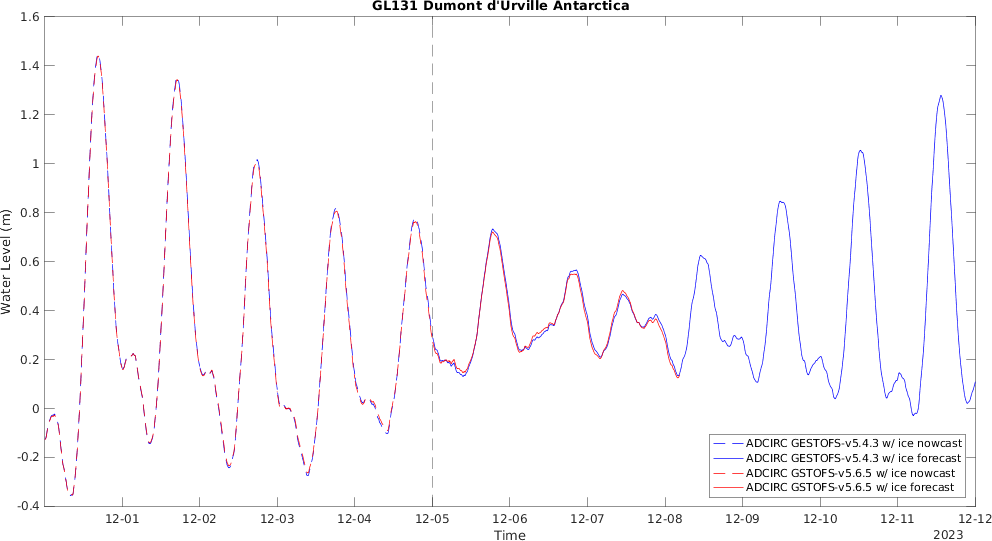 GL131 Dumont d'Urville Antarctica
1.6
1.4
1.2
1
0.8
0.6
0.4
0.2
0
-0.2
-0.4
Water Level (m)
12-01 12-02 12-03 12-04 12-05 12-06 12-07 12-08 12-09 12-10 12-11 12-12
Time
2023
ADCIRC GESTOFS-v5.4.3 w/ ice nowcast
ADCIRC GESTOFS-v5.4.3 w/ ice forecast
ADCIRC GSTOFS-v5.6.5 w/ ice nowcast
ADCIRC GSTOFS-v5.6.5 w/ ice forecast